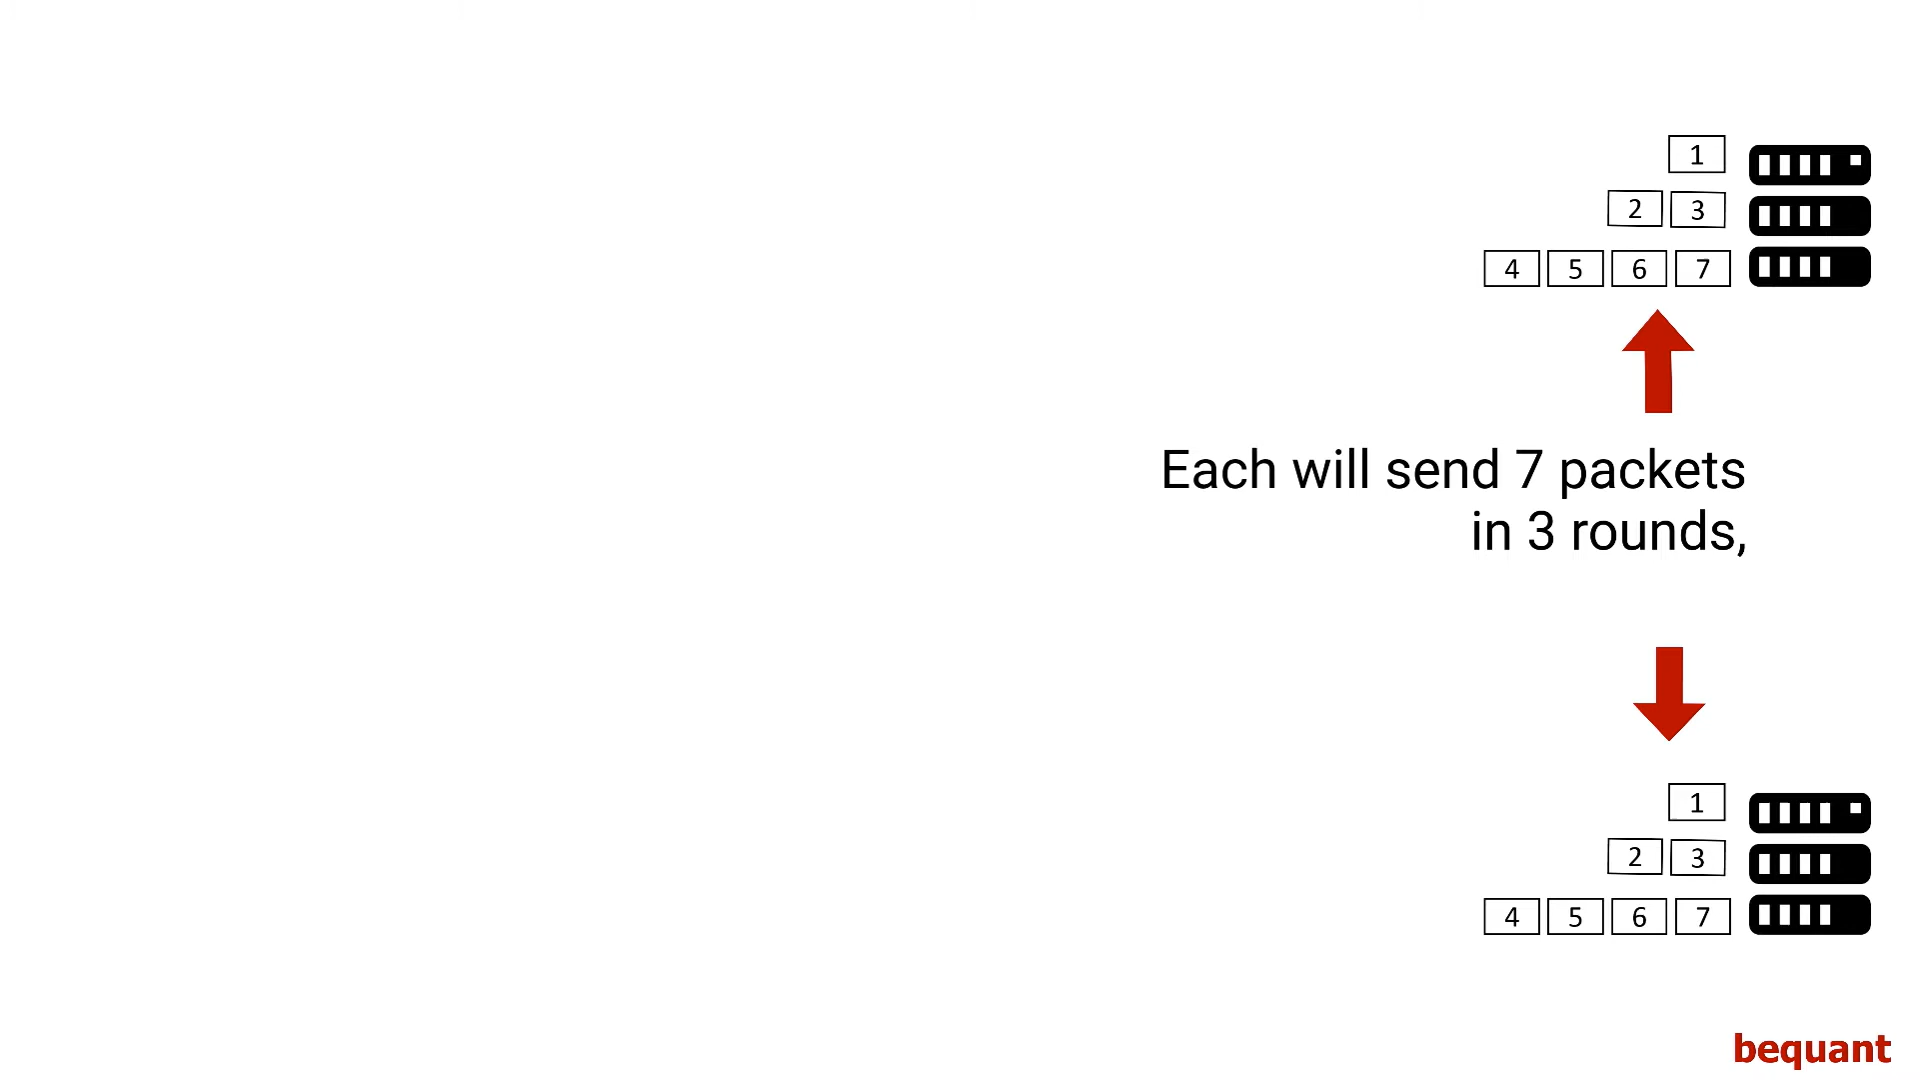 1
2 3
4 5 6 7
Each will send 7 packets
in 3 rounds,
1
2 3
4 5 6 7
bequant